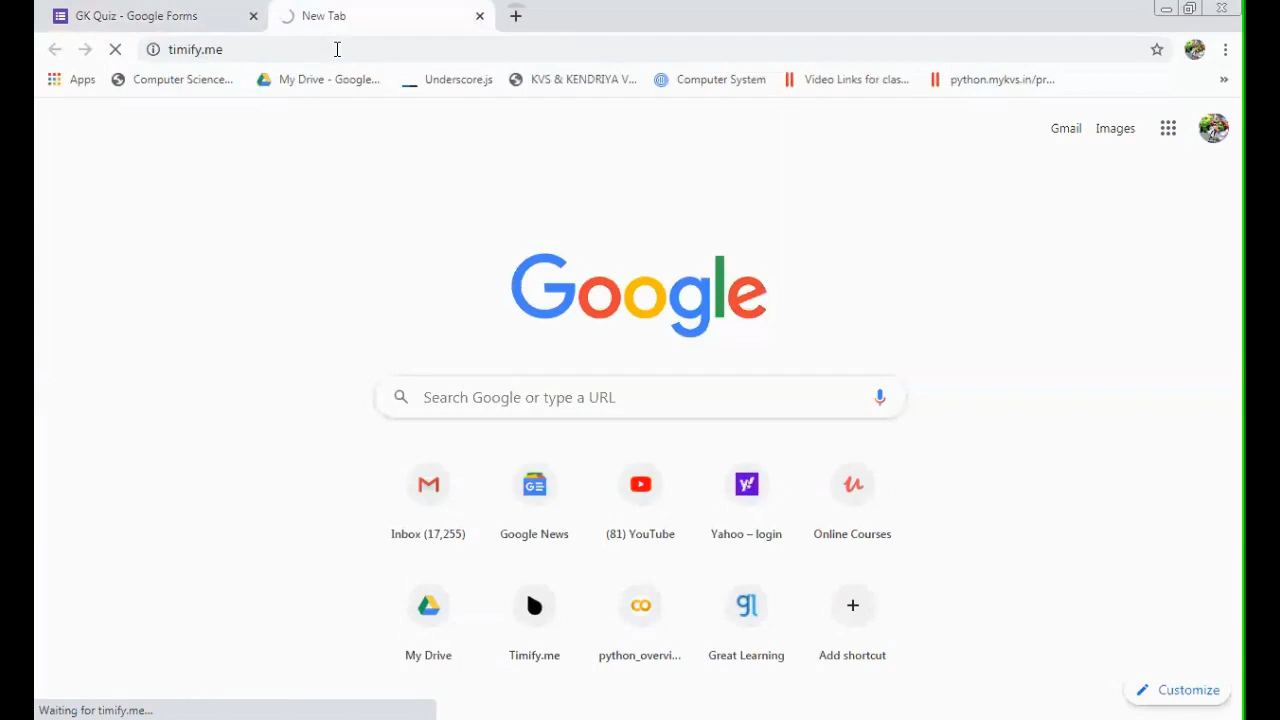 GK Quiz - Google Forms
New Tab
timify.me
Apps
Computer Science...
My Drive - Google...
Underscore.js
KVS & KENDRIYA V...
Computer System
Video Links for clas...
python.mykvs.in/pr...
»
Gmail
Images
Google
Search Google or type a URL
GE
y!
Inbox (17,255)
Google News
(81) YouTube
Yahoo – login
Online Courses
gl
My Drive
Timify.me
python_overvi...
Great Learning
Add shortcut
Customize
Waiting for timify.me...